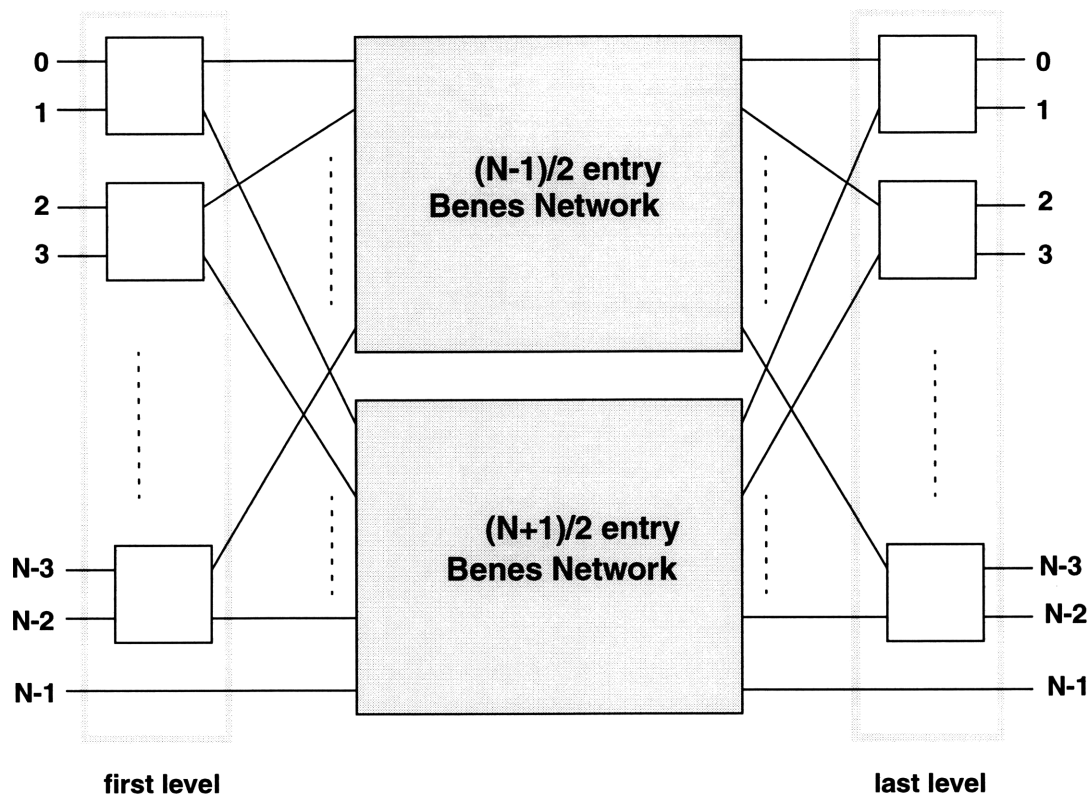 0
1
2
3
N-3
N-2
N-1
(N-1)/2 entry
Benes Network
(N+1)/2 entry
Benes Network
0
1
2
3
N-3
N-2
N-1
first level
last level